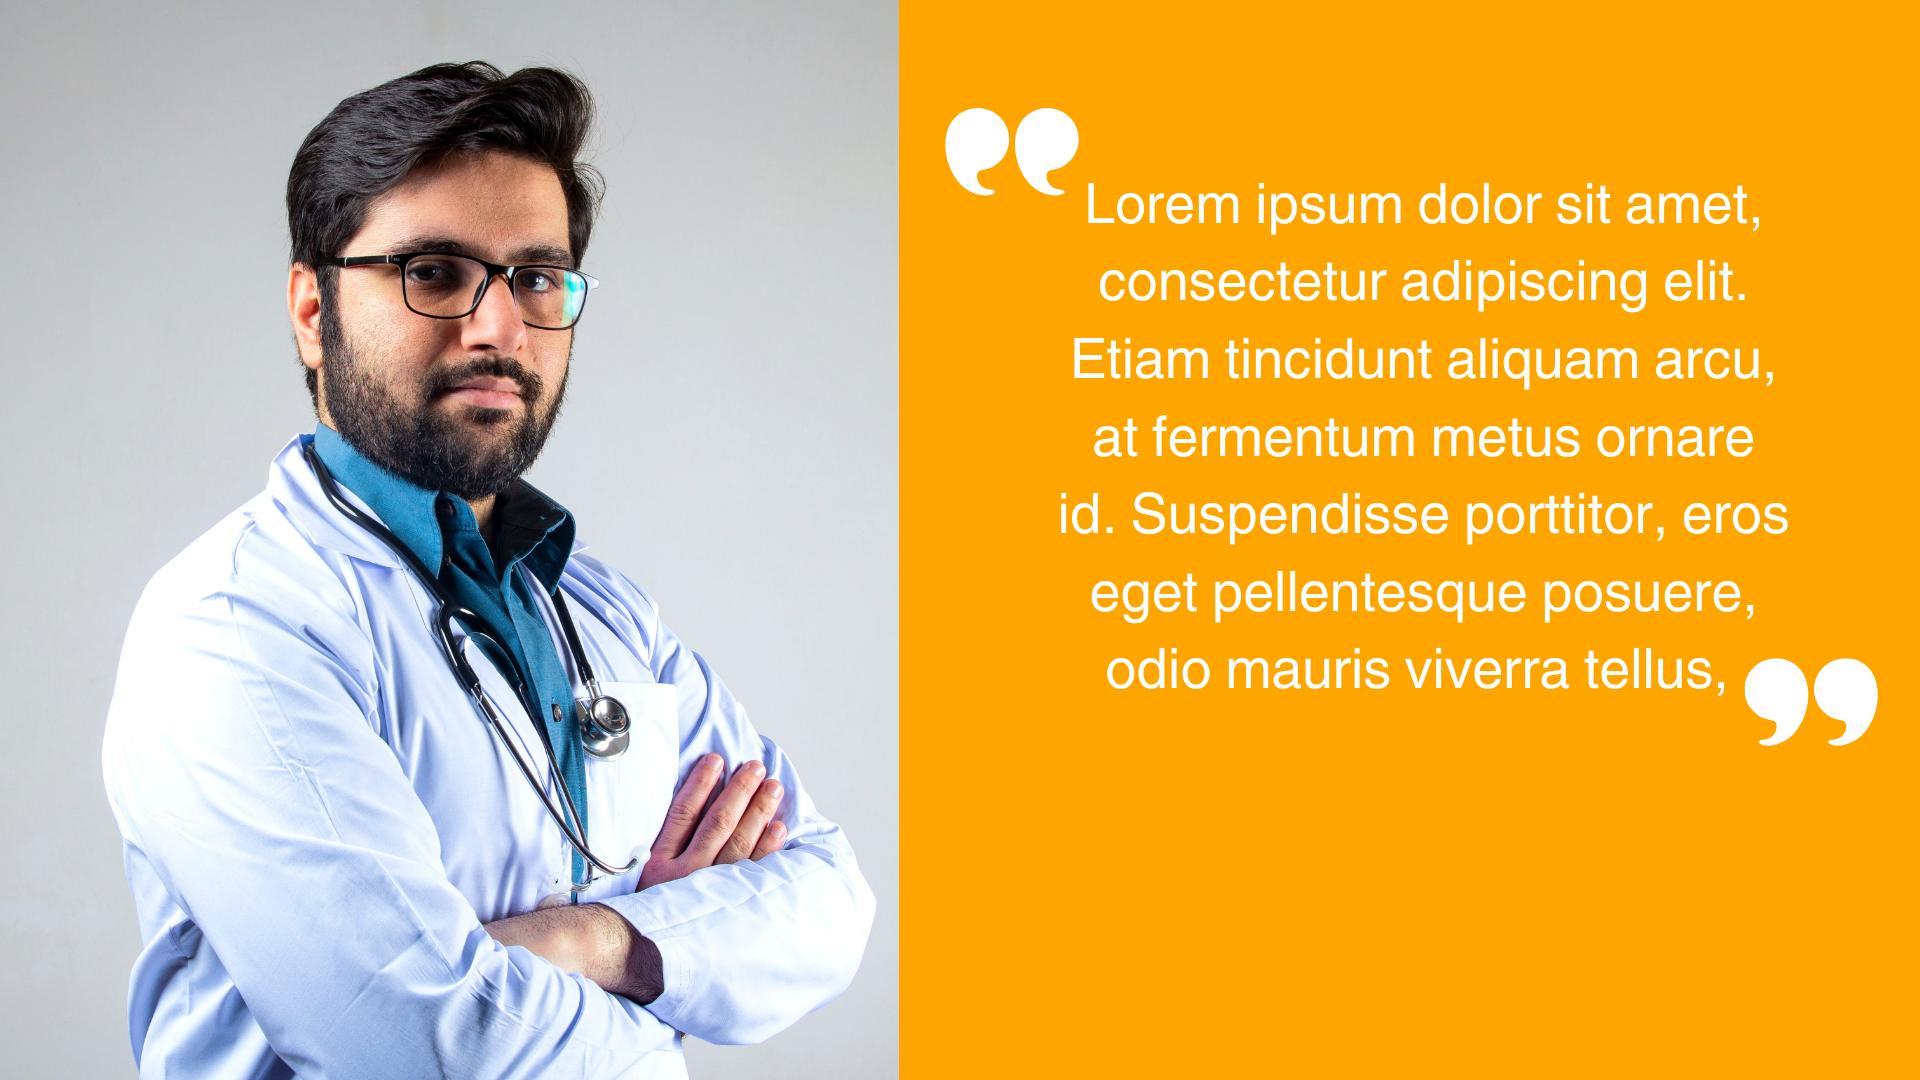 Lorem ipsum dolor sit amet,
consectetur adipiscing elit.
Etiam tincidunt aliquam arcu,
at fermentum metus ornare
id. Suspendisse porttitor, eros
eget pellentesque posuere,
odio mauris viverra tellus,